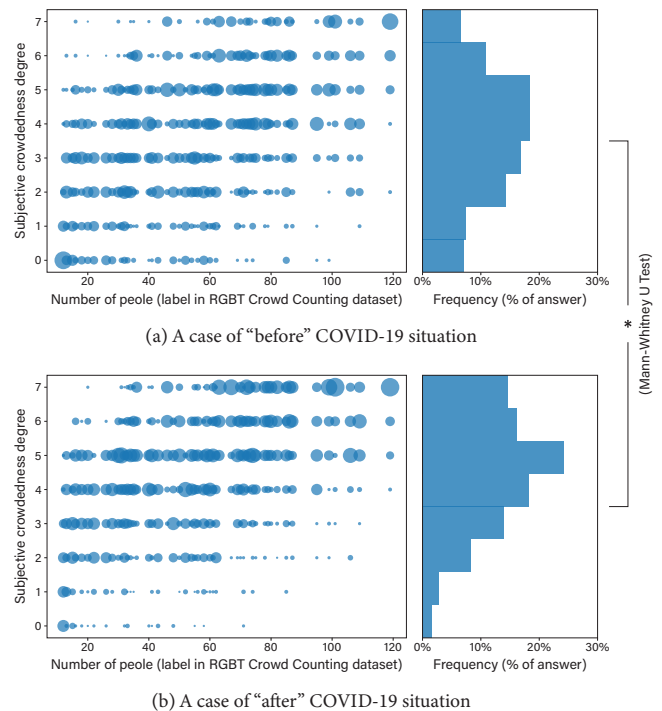 7
6
5
4
3
2
1
0
Subjective crowdedness degree
20 40 60 80 100 120
Number of peole (label in RGBT Crowd Counting dataset)
0% 10% 20% 30%
Frequency (% of answer)
(a) A case of “before” COVID-19 situation
*
(Mann-Whitney U Test)
7
6
5
4
3
2
1
0
Subjective crowdedness degree
20 40 60 80 100 120
Number of peole (label in RGBT Crowd Counting dataset)
0% 10% 20% 30%
Frequency (% of answer)
(b) A case of “after” COVID-19 situation